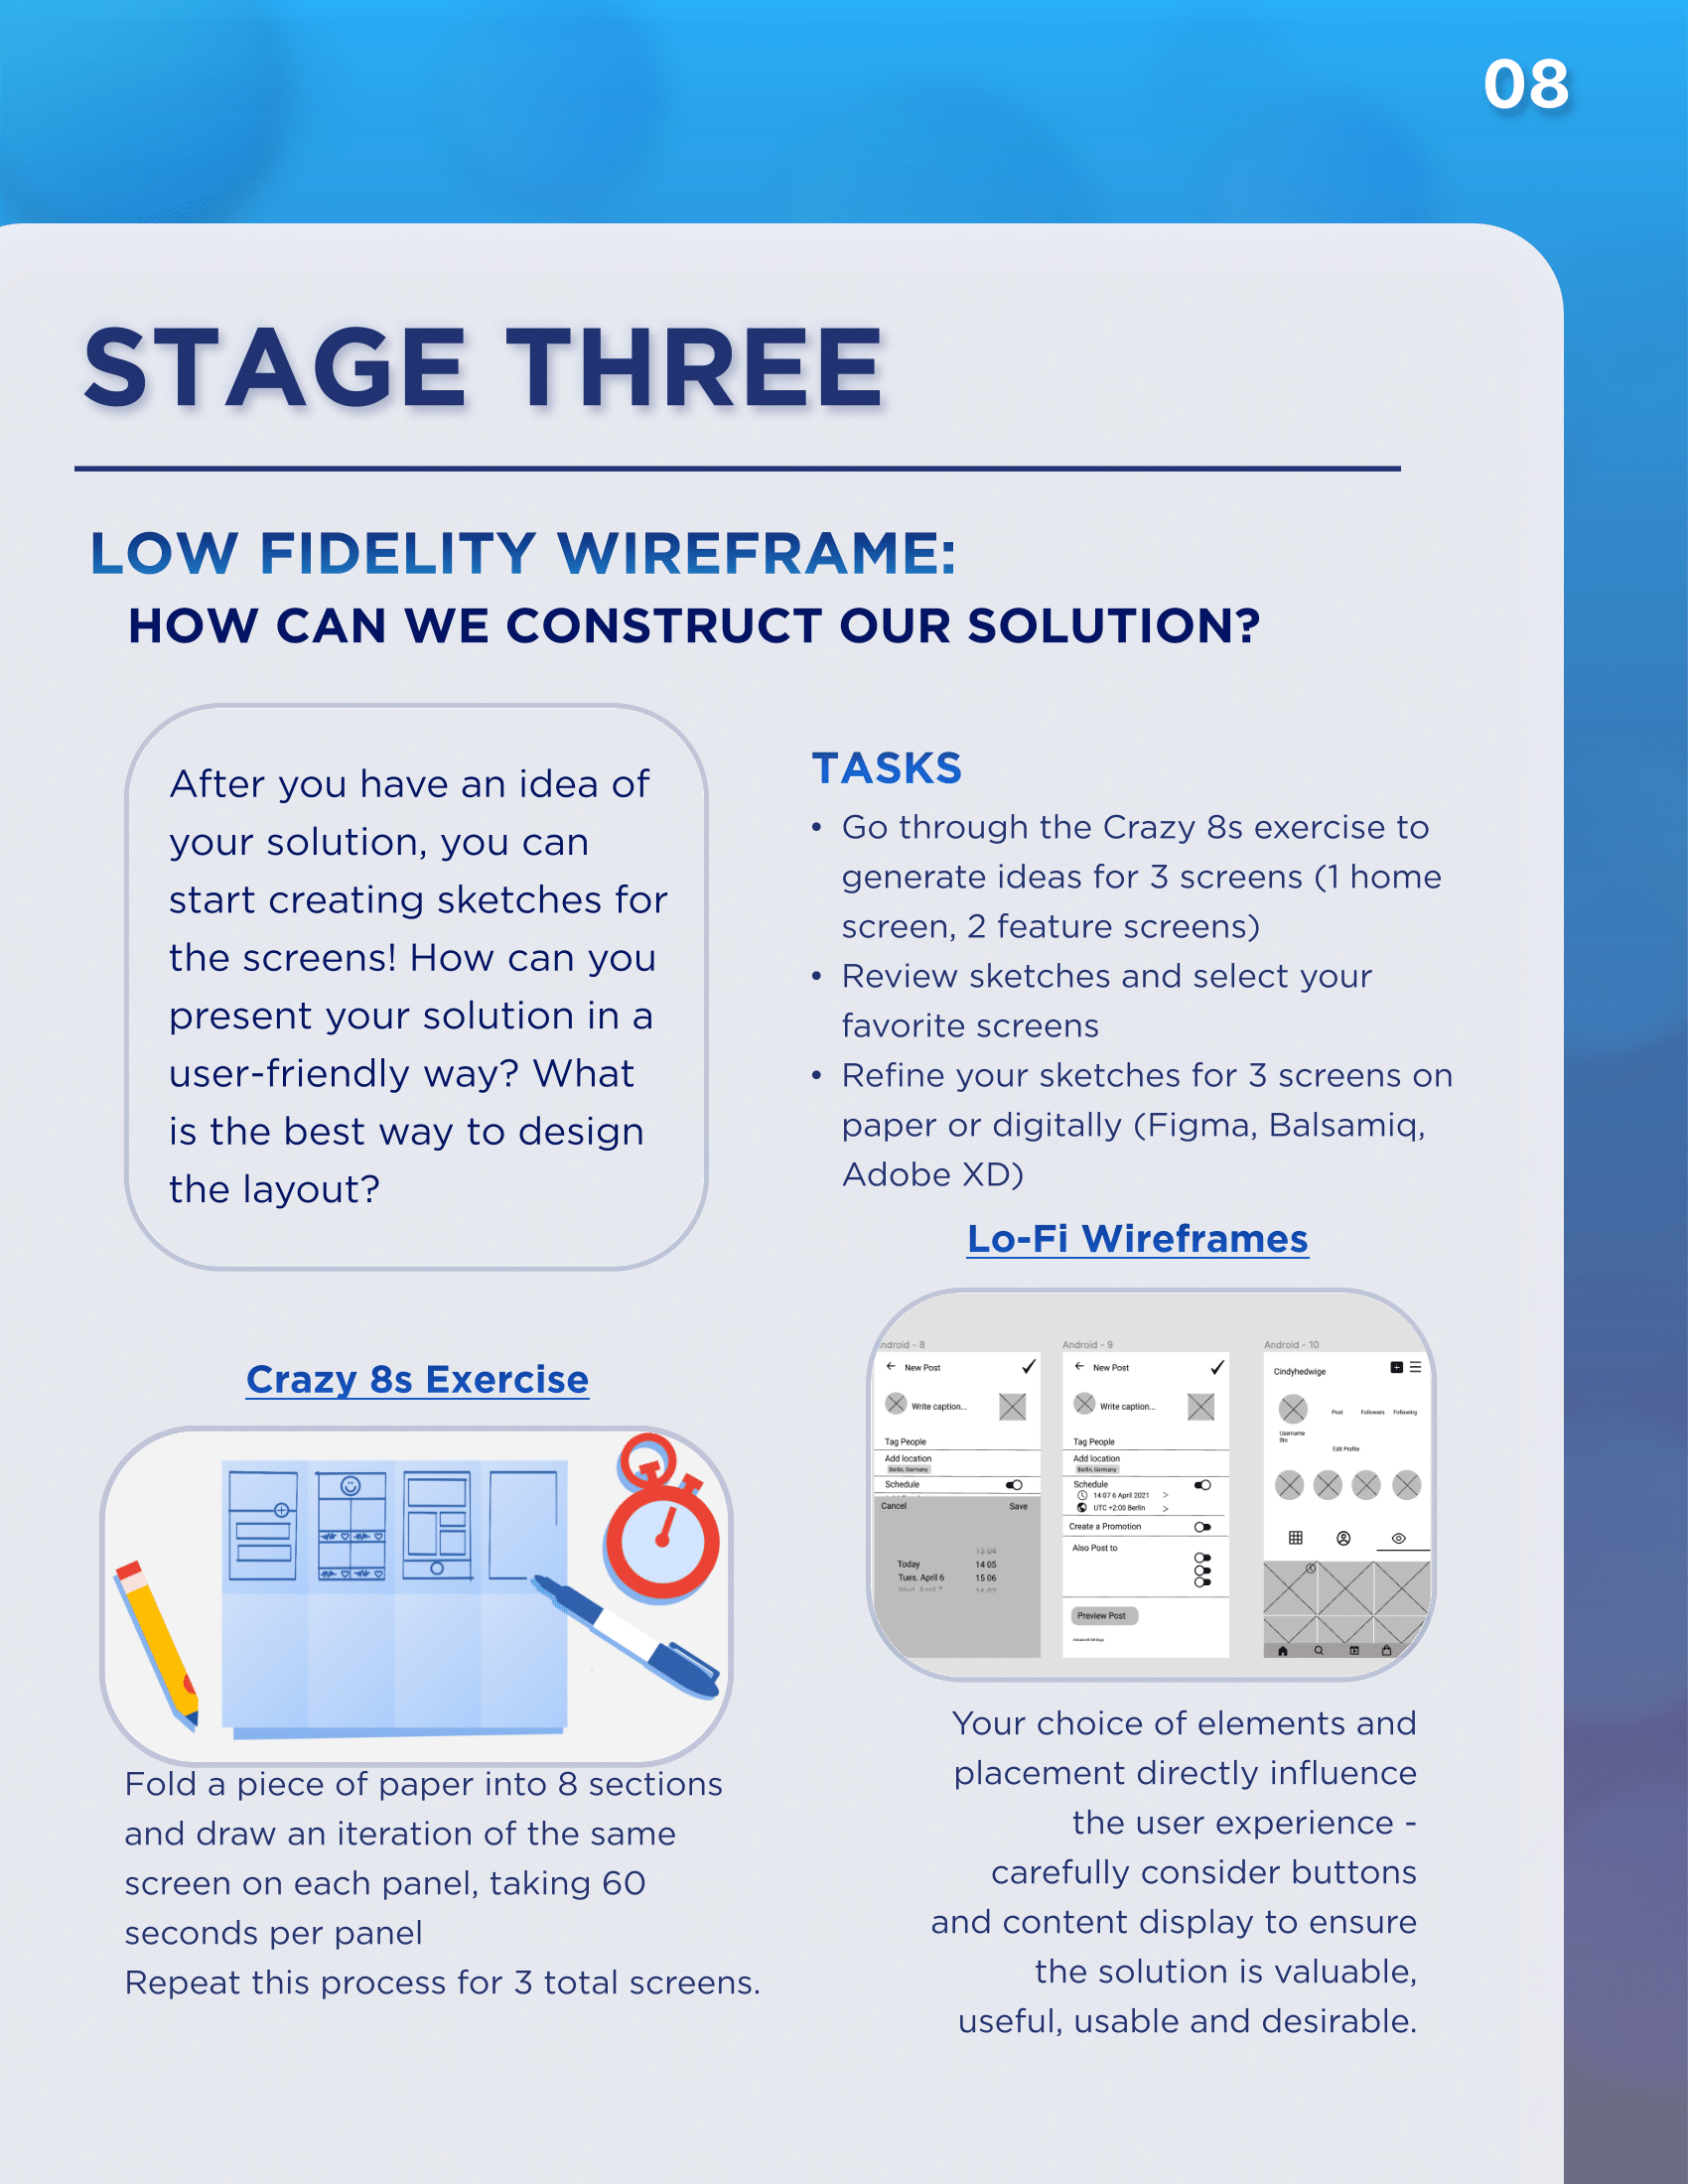 08
STAGE THREE
LOW FIDELITY WIREFRAME:
HOW CAN WE CONSTRUCT OUR SOLUTION?
After you have an idea of
your solution, you can
start creating sketches for
the screens! How can you
present your solution in a
user-friendly way? What
is the best way to design
the layout?
TASKS
• Go through the Crazy 8s exercise to
generate ideas for 3 screens (1 home
screen, 2 feature screens)
• Review sketches and select your
favorite screens
• Refine your sketches for 3 screens on
paper or digitally (Figma, Balsamiq,
Adobe XD)
Crazy 8s Exercise
Fold a piece of paper into 8 sections
and draw an iteration of the same
screen on each panel, taking 60
seconds per panel
Repeat this process for 3 total screens.
Lo-Fi Wireframes
ndroid - 8
New Post
Write caption...
Tag People
Add location
Berlin, Germany
Schedule
Cancel Save
13 04
Today 14 05
Tues. April 6 15 06
Wed. April 7 16 07
Android - 9
New Post
Write caption...
Tag People
Add location
Berlin, Germany
Schedule
14:07 6 April 2021 >
UTC +2:00 Berlin >
Create a Promotion
Also Post to
Preview Post
Advanced Settings
Android - 10
Cindyhedwige
Post Followers Following
Username
Bio
Edit Profile
Your choice of elements and
placement directly influence
the user experience -
carefully consider buttons
and content display to ensure
the solution is valuable,
useful, usable and desirable.